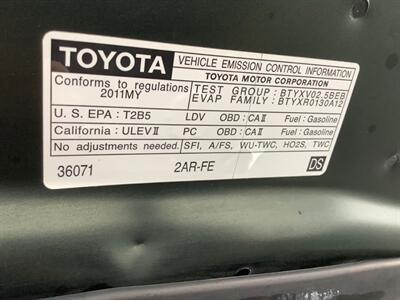 TOYOTA
VEHICLE EMISSION CONTROL INFORMATION
TOYOTA MOTOR CORPORATION
Conforms to regulations
2011MY
TEST GROUP : BTYXV02.5BEB
EVAP FAMILY : BTYXR0130A12
U. S. EPA : T2B5 LDV OBD : CAⅡ Fuel : Gasoline
California : ULEVⅡ PC OBD : CAⅡ Fuel : Gasoline
No adjustments needed. SFI, A/FS, WU-TWC, HO2S, TWC
36071 2AR-FE DS